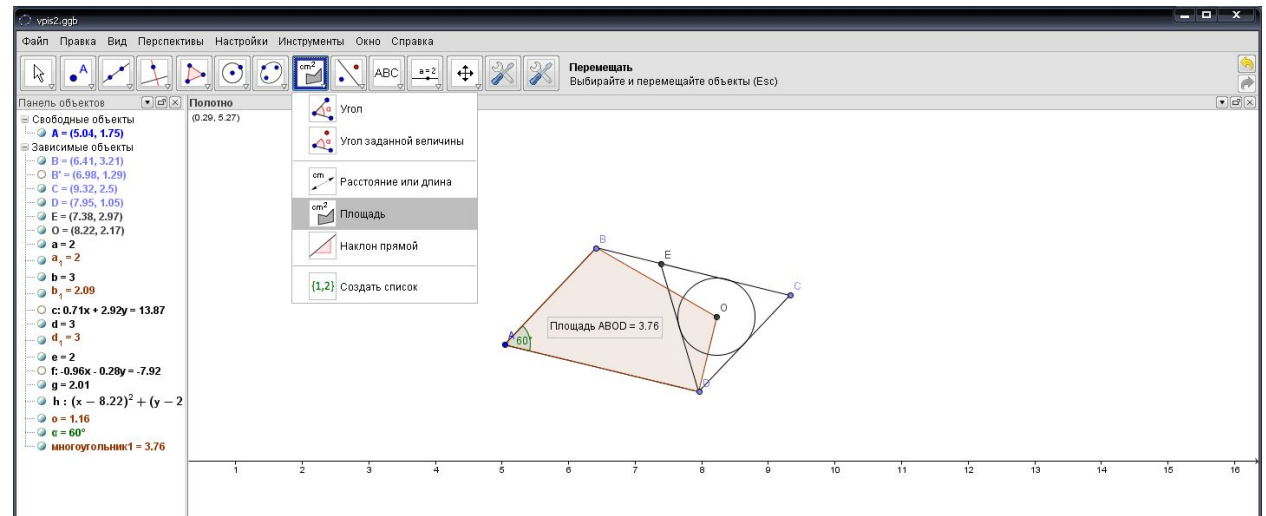 vpis2.ggb
Файл Правка Вид Перспективы Настройки Инструменты Окно Справка
A
cm²
ABC
a = 2
Перемещать
Выбирайте и перемещайте объекты (Esc)
Панель объектов
Свободные объекты
A = (5.04, 1.75)
Зависимые объекты
B = (6.41, 3.21)
B' = (6.98, 1.29)
C = (9.32, 2.5)
D = (7.95, 1.05)
E = (7.38, 2.97)
O = (8.22, 2.17)
a = 2
a₁ = 2
b = 3
b₁ = 2.09
c: 0.71x + 2.92y = 13.87
d = 3
d₁ = 3
e = 2
f: -0.96x - 0.28y = -7.92
g = 2.01
h : (x − 8.22)² + (y − 2
o = 1.16
α = 60°
многоугольник1 = 3.76
Полотно
(0.29, 5.27)
α Угол
α Угол заданной величины
cm Расстояние или длина
cm² Площадь
Наклон прямой
{1,2} Создать список
B
E
C
O
Площадь ABOD = 3.76
A
60°
D
1 2 3 4 5 6 7 8 9 10 11 12 13 14 15 16